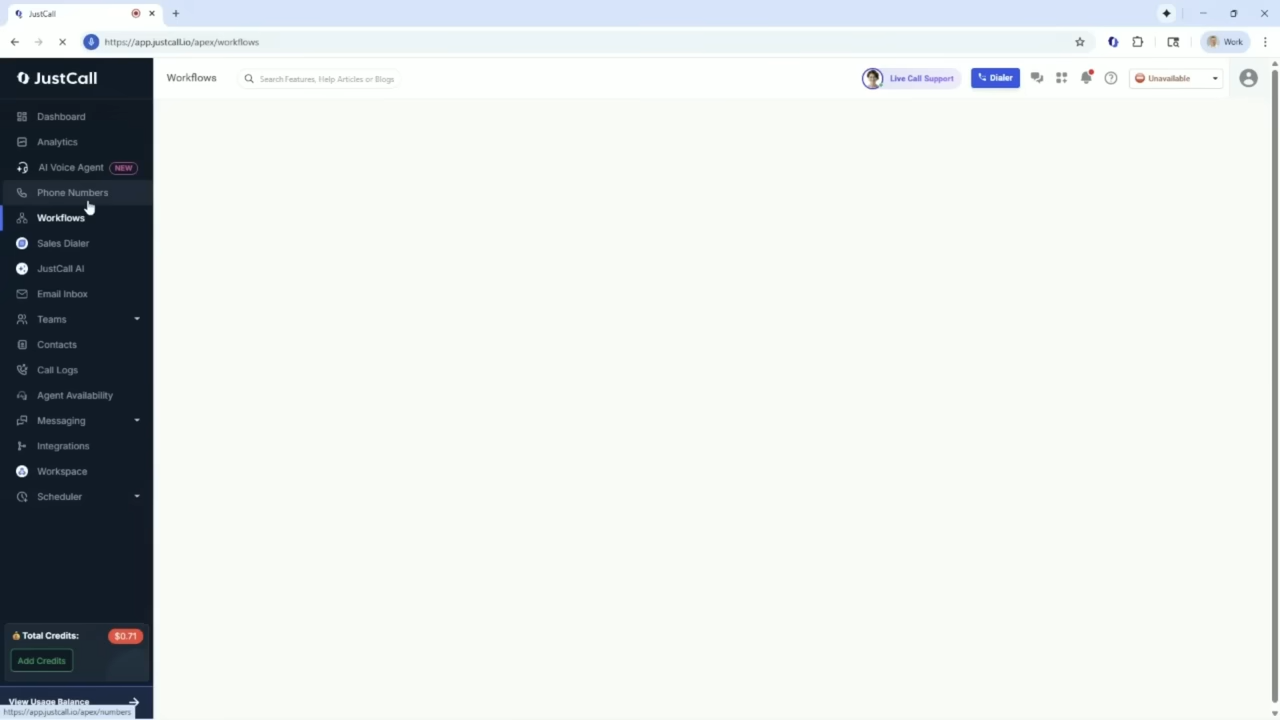 JustCall
https://app.justcall.io/apex/workflows
Work
JustCall
Workflows
Search Features, Help Articles or Blogs
Live Call Support
Dialer
Unavailable
Dashboard
Analytics
AI Voice Agent NEW
Phone Numbers
Workflows
Sales Dialer
JustCall AI
Email Inbox
Teams
Contacts
Call Logs
Agent Availability
Messaging
Integrations
Workspace
Scheduler
Total Credits: $0.71
Add Credits
View Usage Balance
https://app.justcall.io/apex/numbers